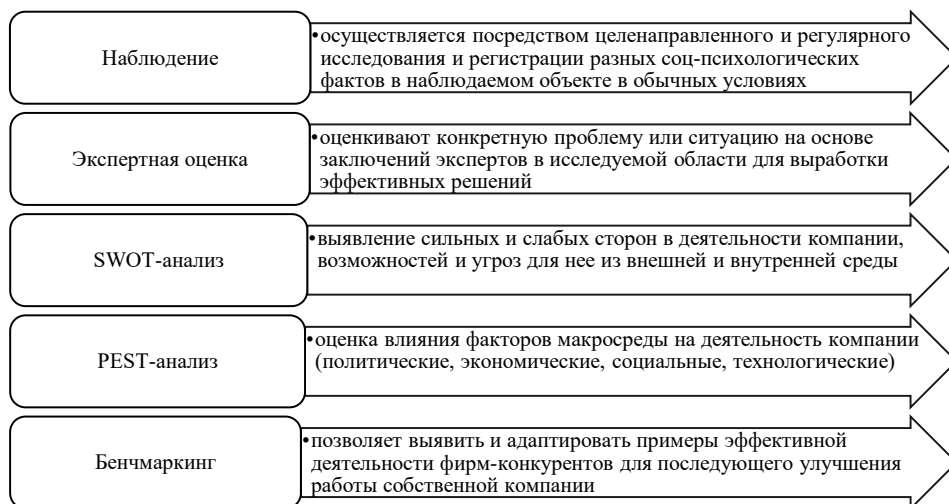 Наблюдение
•осуществляется посредством целенаправленного и регулярного
исследования и регистрации разных соц-психологических
фактов в наблюдаемом объекте в обычных условиях
Экспертная оценка
•оценкивают конкретную проблему или ситуацию на основе
заключений экспертов в исследуемой области для выработки
эффективных решений
SWOT-анализ
•выявление сильных и слабых сторон в деятельности компании,
возможностей и угроз для нее из внешней и внутренней среды
PEST-анализ
•оценка влияния факторов макросреды на деятельность компании
(политические, экономические, социальные, технологические)
Бенчмаркинг
•позволяет выявить и адаптировать примеры эффективной
деятельности фирм-конкурентов для последующего улучшения
работы собственной компании